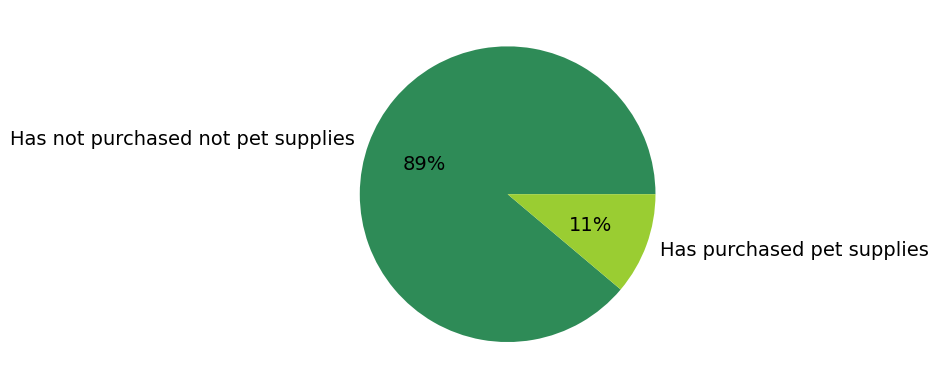 Has not purchased not pet supplies
89%
11%
Has purchased pet supplies